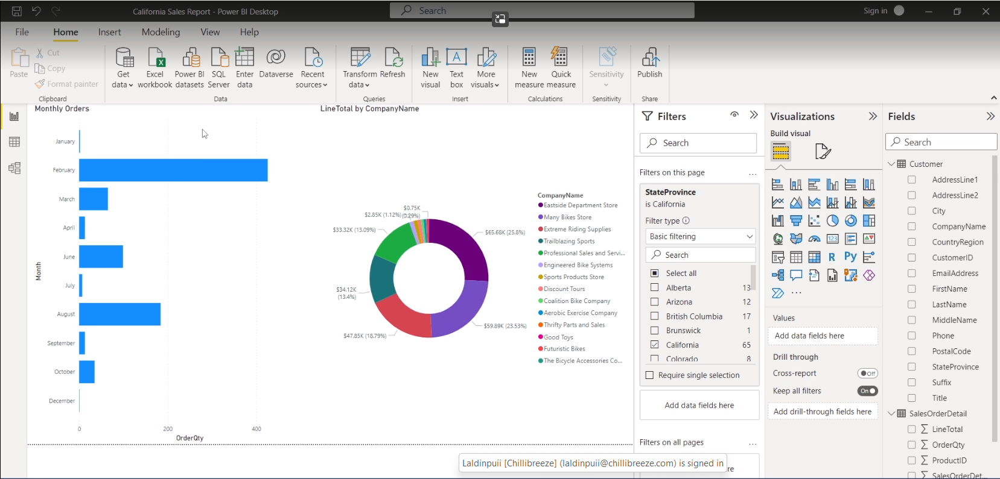 California Sales Report - Power BI Desktop
Search
Sign in
File Home Insert Modeling View Help
Paste
Cut
Copy
Format painter
Clipboard
Get data
Excel workbook
Power BI datasets
SQL Server
Enter data
Dataverse
Recent sources
Data
Transform data
Refresh
Queries
New visual
Text box
More visuals
Insert
New measure
Quick measure
Calculations
Sensitivity
Sensitivity
Publish
Share
Monthly Orders
Month
January
February
March
April
June
July
August
September
October
December
0 200 400
OrderQty
LineTotal by CompanyName
$0.75K
(0.29%)
$2.85K (1.12%)
$33.32K (13.09%)
$34.12K
(13.4%)
$47.85K (18.79%)
$59.89K (23.53%)
$65.68K (25.8%)
CompanyName
Eastside Department Store
Many Bikes Store
Extreme Riding Supplies
Trailblazing Sports
Professional Sales and Servi...
Engineered Bike Systems
Sports Products Store
Discount Tours
Coalition Bike Company
Aerobic Exercise Company
Thrifty Parts and Sales
Good Toys
Futuristic Bikes
The Bicycle Accessories Co...
Filters
Search
Filters on this page ...
StateProvince
is California
Filter type
Basic filtering
Search
Select all
Alberta 13
Arizona 12
British Columbia 17
Brunswick 1
California 65
Colorado 8
Require single selection
Add data fields here
Filters on all pages ...
re
Laldinpuii [Chillibreeze] (laldinpuii@chillibreeze.com) is signed in
Visualizations
Build visual
123
R Py
...
Values
Add data fields here
Drill through
Cross-report Off
Keep all filters On
Add drill-through fields here
Fields
Search
Customer
AddressLine1
AddressLine2
City
CompanyName
CountryRegion
CustomerID
EmailAddress
FirstName
LastName
MiddleName
Phone
PostalCode
StateProvince
Suffix
Title
SalesOrderDetail
∑ LineTotal
∑ OrderQty
∑ ProductID
∑ SalesOrderDet...